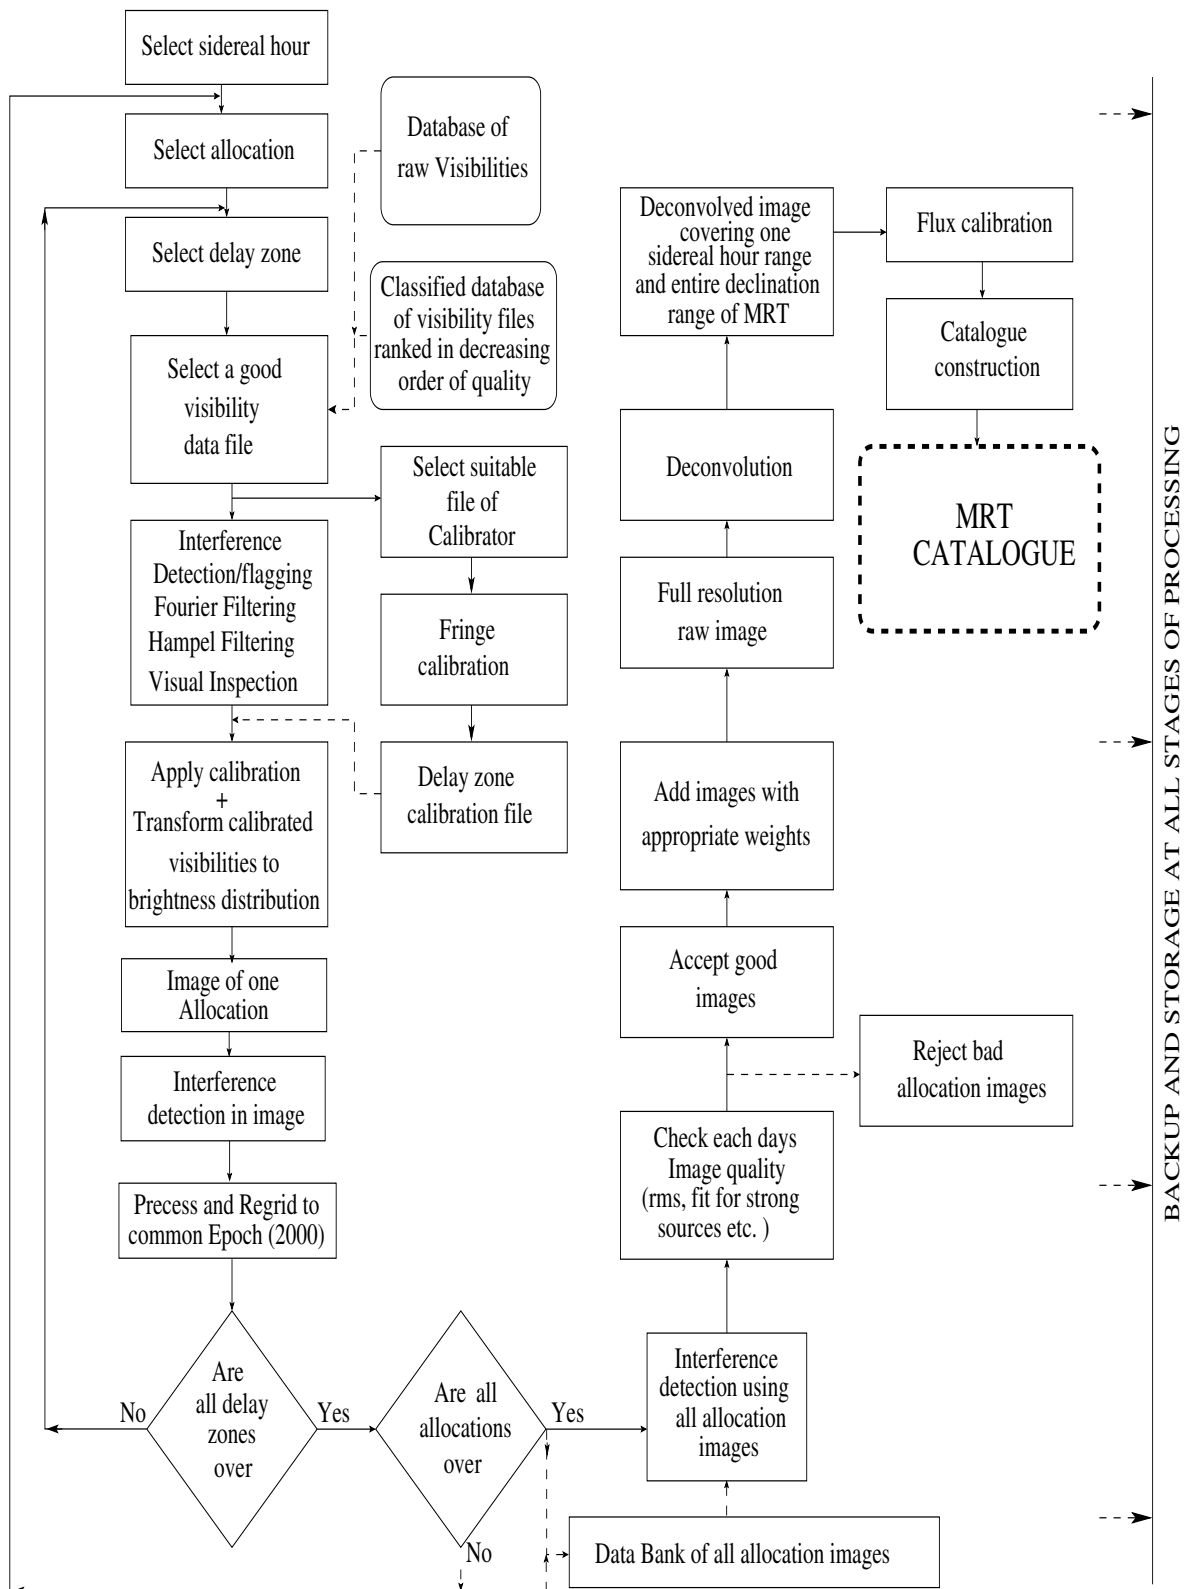 Select sidereal hour
Select allocation
Select delay zone
Select a good
visibility
data file
Database of
raw Visibilities
Classified database
of visibility files
ranked in decreasing
order of quality
Select suitable
file of
Calibrator
Fringe
calibration
Delay zone
calibration file
Interference
Detection/flagging
Fourier Filtering
Hampel Filtering
Visual Inspection
Apply calibration
+
Transform calibrated
visibilities to
brightness distribution
Image of one
Allocation
Interference
detection in image
Precess and Regrid to
common Epoch (2000)
Are
all delay
zones
over
No
Yes
Are all
allocations
over
Yes
No
Data Bank of all allocation images
Interference
detection using
all allocation
images
Check each days
Image quality
(rms, fit for strong
sources etc. )
Reject bad
allocation images
Accept good
images
Add images with
appropriate weights
Full resolution
raw image
Deconvolution
Deconvolved image
covering one
sidereal hour range
and entire declination
range of MRT
Flux calibration
Catalogue
construction
MRT
CATALOGUE
BACKUP AND STORAGE AT ALL STAGES OF PROCESSING